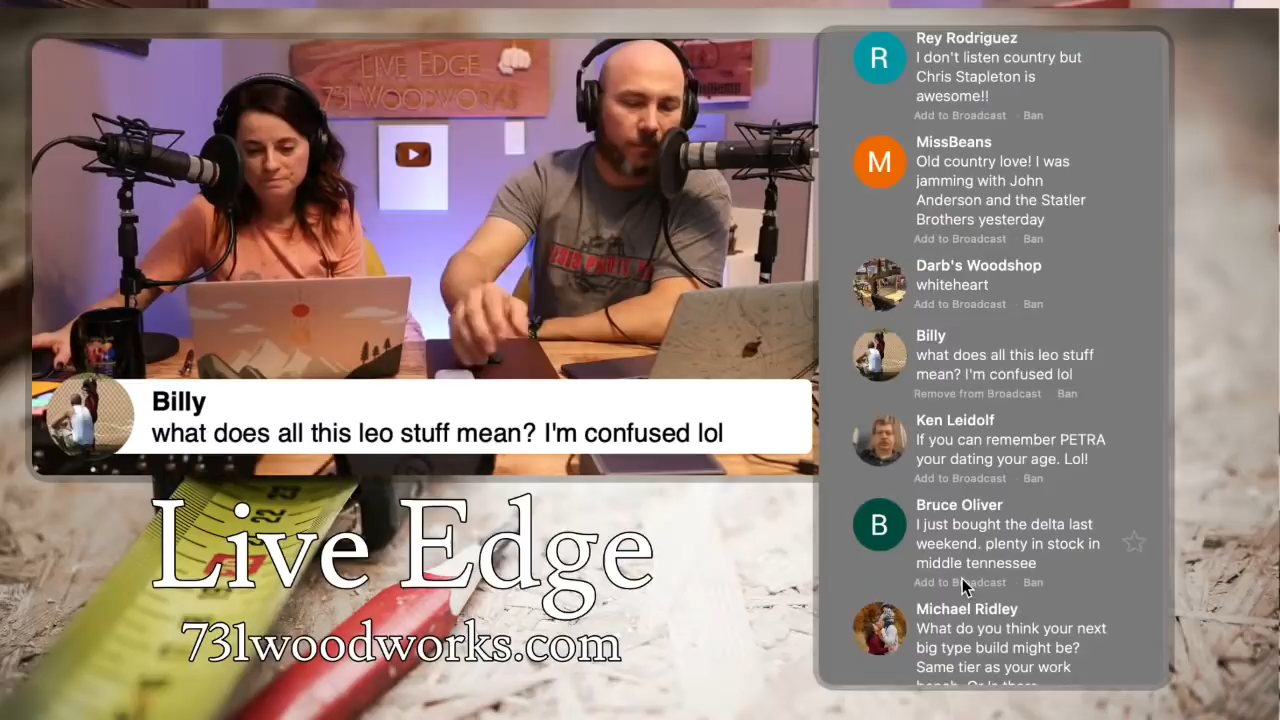 LIVE EDGE
731 WOODWORKS
Billy
what does all this leo stuff mean? I'm confused lol
Live Edge
731woodworks.com
R
Rey Rodriguez
I don't listen country but
Chris Stapleton is
awesome!!
Add to Broadcast · Ban
M
MissBeans
Old country love! I was
jamming with John
Anderson and the Statler
Brothers yesterday
Add to Broadcast · Ban
Darb's Woodshop
whiteheart
Add to Broadcast · Ban
Billy
what does all this leo stuff
mean? I'm confused lol
Remove from Broadcast Ban
Ken Leidolf
If you can remember PETRA
your dating your age. Lol!
Add to Broadcast · Ban
B
Bruce Oliver
I just bought the delta last
weekend. plenty in stock in
middle tennessee
Add to Broadcast · Ban
Michael Ridley
What do you think your next
big type build might be?
Same tier as your work